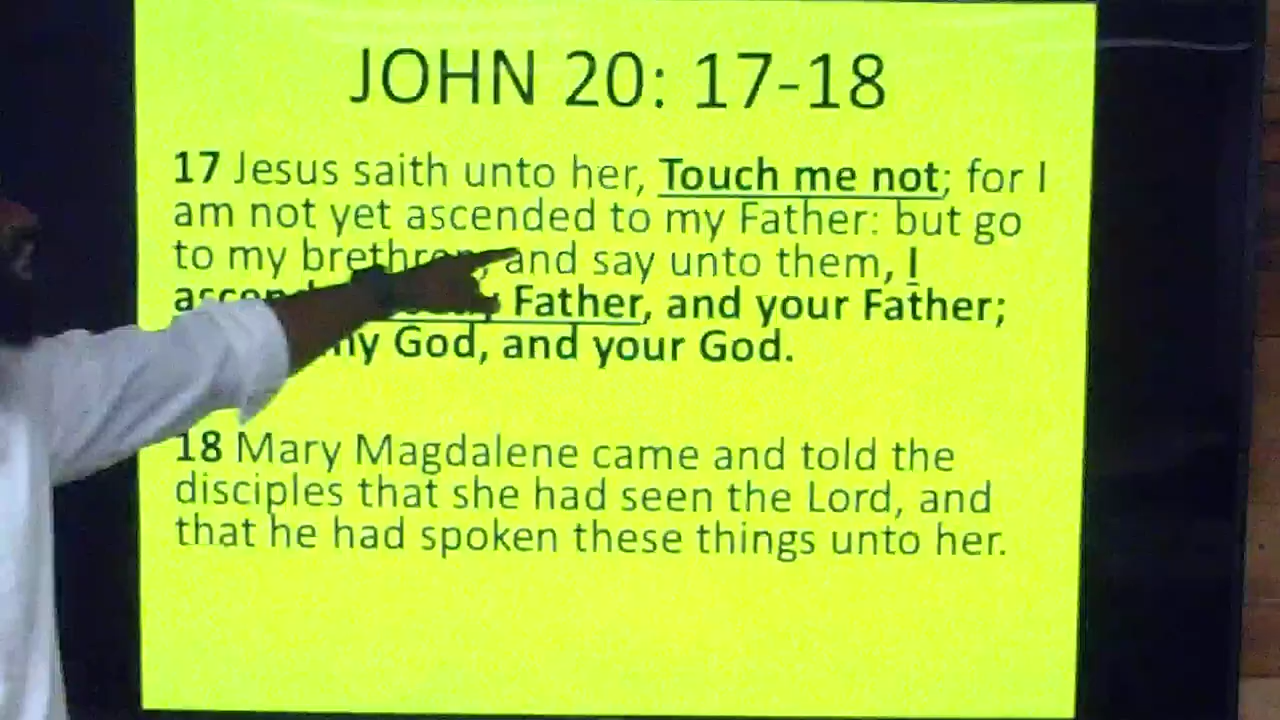 JOHN 20: 17-18
17 Jesus saith unto her, Touch me not; for I
am not yet ascended to my Father: but go
to my brethren, and say unto them, I
Father, and your Father;
my God, and your God.
18 Mary Magdalene came and told the
disciples that she had seen the Lord, and
that he had spoken these things unto her.